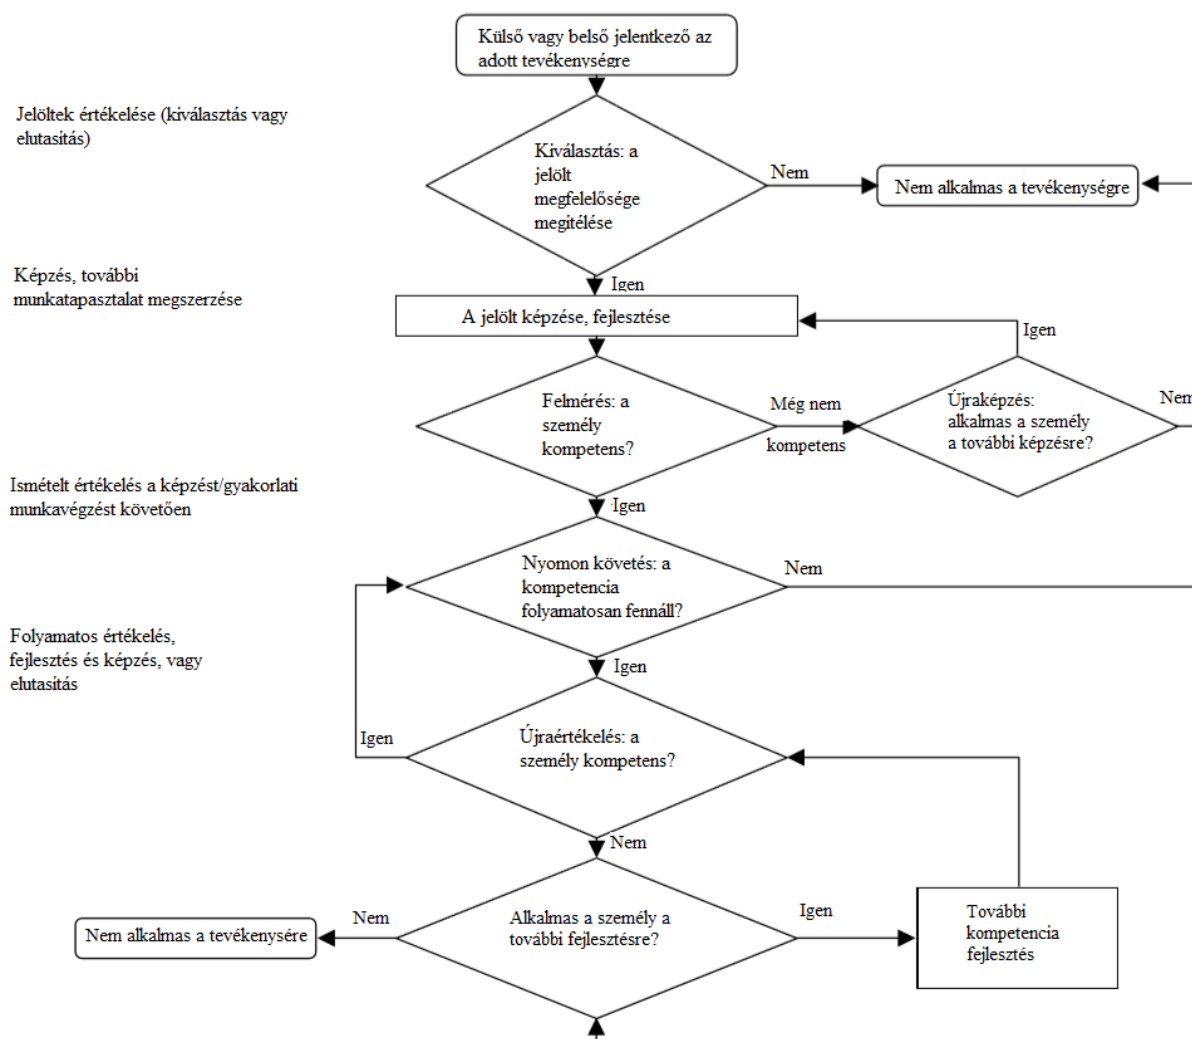 Külső vagy belső jelentkező az
adott tevékenységre
Jelöltek értékelése (kiválasztás vagy
elutasítás)
Kiválasztás: a
jelölt
megfelelősége
megitélése
Nem
Nem alkalmas a tevékenységre
Igen
Képzés, további
munkatapasztalat megszerzése
A jelölt képzése, fejlesztése
Igen
Felmérés: a
személy
kompetens?
Még nem
kompetens
Újraképzés:
alkalmas a személy
a további képzésre?
Nem
Ismételt értékelés a képzést/gyakorlati
munkavégzést követően
Igen
Nyomon követés: a
kompetencia
folyamatosan fennáll?
Nem
Folyamatos értékelés,
fejlesztés és képzés, vagy
elutasítás
Igen
Újraértékelés: a
személy kompetens?
Igen
Nem
Alkalmas a személy a
további fejlesztésre?
Nem
Nem alkalmas a tevékenysére
Igen
További
kompetencia
fejlesztés